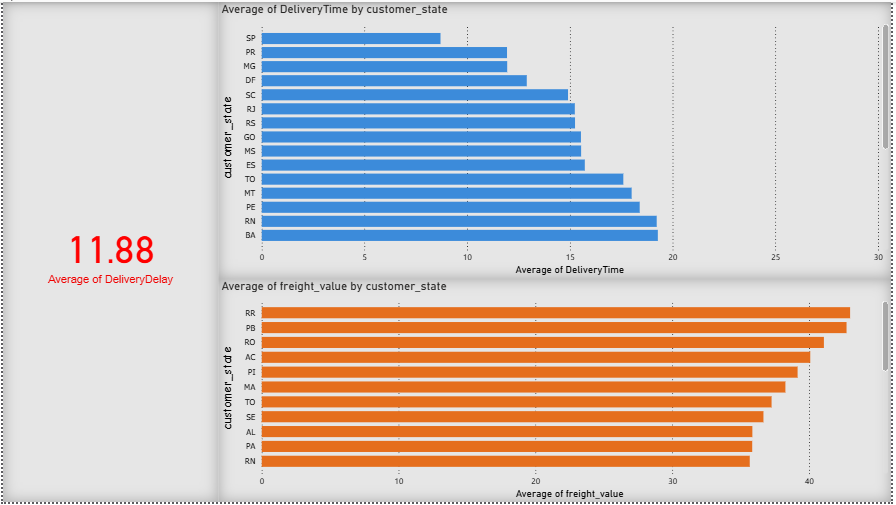 11.88
Average of DeliveryDelay
Average of DeliveryTime by customer_state
customer_state
SP
PR
MG
DF
SC
RJ
RS
GO
MS
ES
TO
MT
PE
RN
BA
0 5 10 15 20 25 30
Average of DeliveryTime
Average of freight_value by customer_state
customer_state
RR
PB
RO
AC
PI
MA
TO
SE
AL
PA
RN
0 10 20 30 40
Average of freight_value